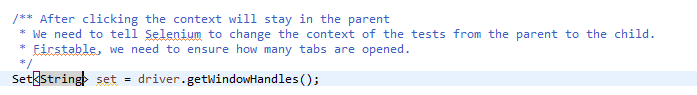 /** After clicking the context will stay in the parent
* We need to tell Selenium to change the context of the tests from the parent to the child.
* Firstable, we need to ensure how many tabs are opened.
*/
Set<String> set = driver.getWindowHandles();